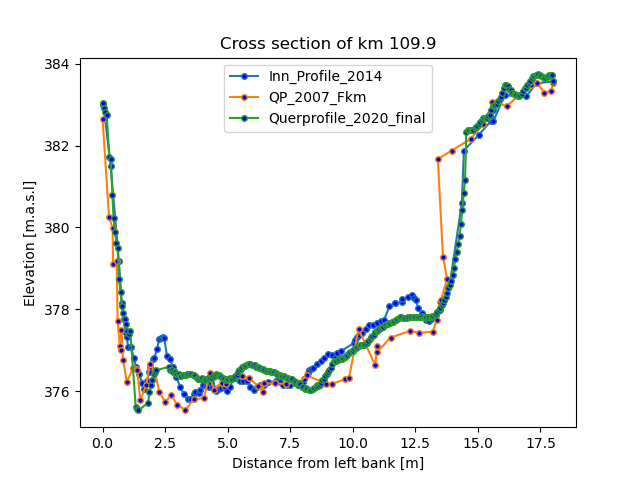 Cross section of km 109.9
Inn_Profile_2014
QP_2007_Fkm
Querprofile_2020_final
384
382
380
378
376
Elevation [m.a.s.l]
0.0 2.5 5.0 7.5 10.0 12.5 15.0 17.5
Distance from left bank [m]